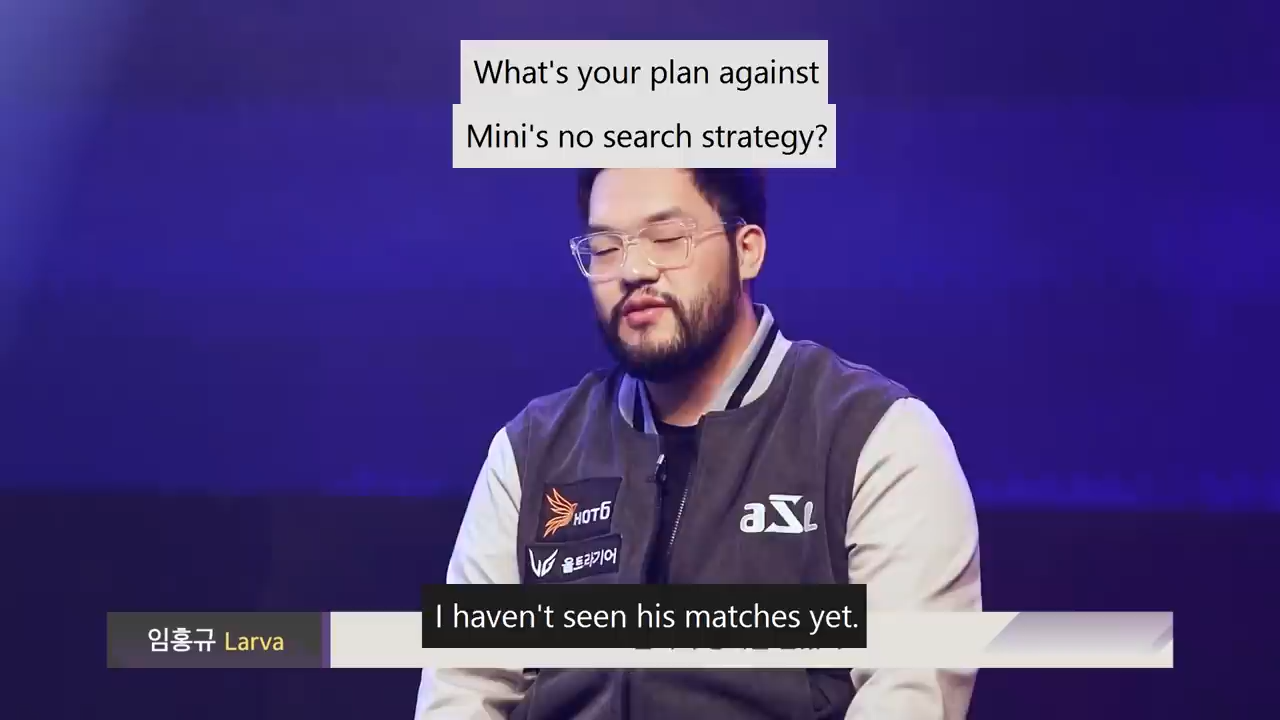 What's your plan against
Mini's no search strategy?
HOT6
aSL
울트라기어
I haven't seen his matches yet.
임홍규 Larva